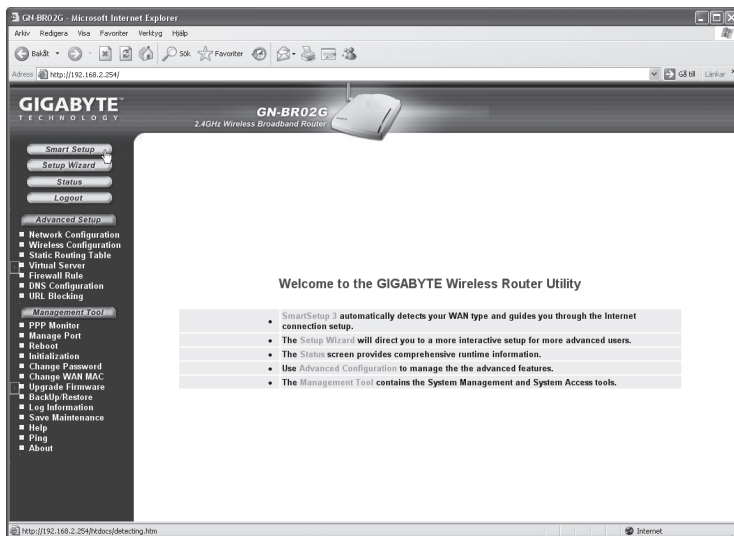 GN-BR02G - Microsoft Internet Explorer
Arkiv Redigera Visa Favoriter Verktyg Hjälp
Bakåt Sök Favoriter
Adress http://192.168.2.254/ Gå till Länkar
GIGABYTE™
TECHNOLOGY
GN-BR02G
2.4GHz Wireless Broadband Router
Smart Setup
Setup Wizard
Status
Logout
Advanced Setup
Network Configuration
Wireless Configuration
Static Routing Table
Virtual Server
Firewall Rule
DNS Configuration
URL Blocking
Management Tool
PPP Monitor
Manage Port
Reboot
Initialization
Change Password
Change WAN MAC
Upgrade Firmware
BackUp/Restore
Log Information
Save Maintenance
Help
Ping
About
Welcome to the GIGABYTE Wireless Router Utility
SmartSetup 3 automatically detects your WAN type and guides you through the Internet
connection setup.
The Setup Wizard will direct you to a more interactive setup for more advanced users.
The Status screen provides comprehensive runtime information.
Use Advanced Configuration to manage the the advanced features.
The Management Tool contains the System Management and System Access tools.
http://192.168.2.254/htdocs/detecting.htm Internet